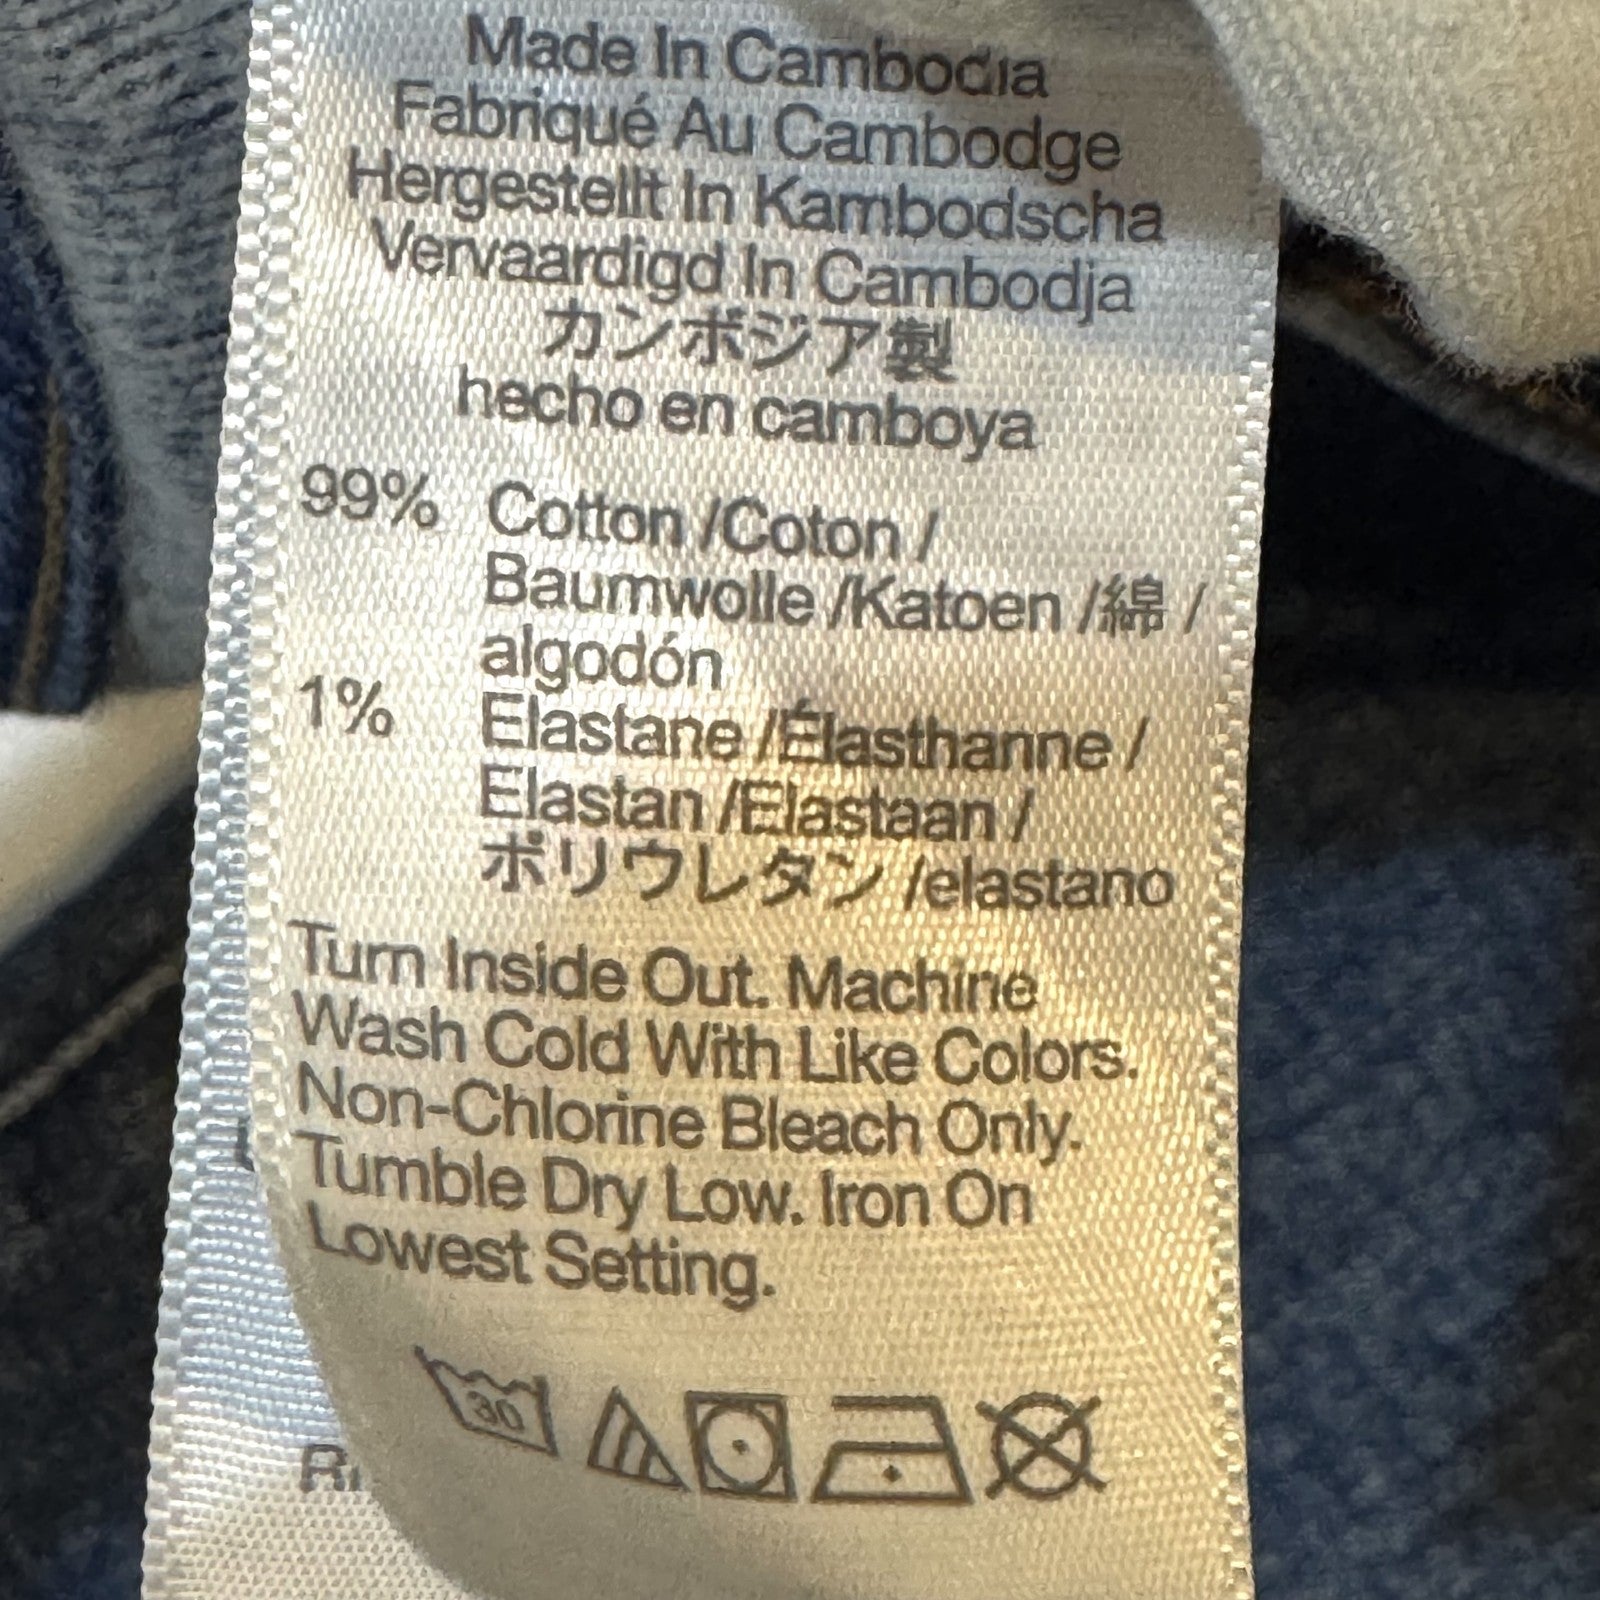 Made In Cambodia
Fabriqué Au Cambodge
Hergestellt In Kambodscha
Vervaardigd In Cambodja
カンボジア製
hecho en camboya
99% Cotton /Coton /
Baumwolle /Katoen /綿 /
algodón
1% Elastane /Élasthanne /
Elastan /Elastaan /
ポリウレタン /elastano
Turn Inside Out. Machine
Wash Cold With Like Colors.
Non-Chlorine Bleach Only.
Tumble Dry Low. Iron On
Lowest Setting.
30